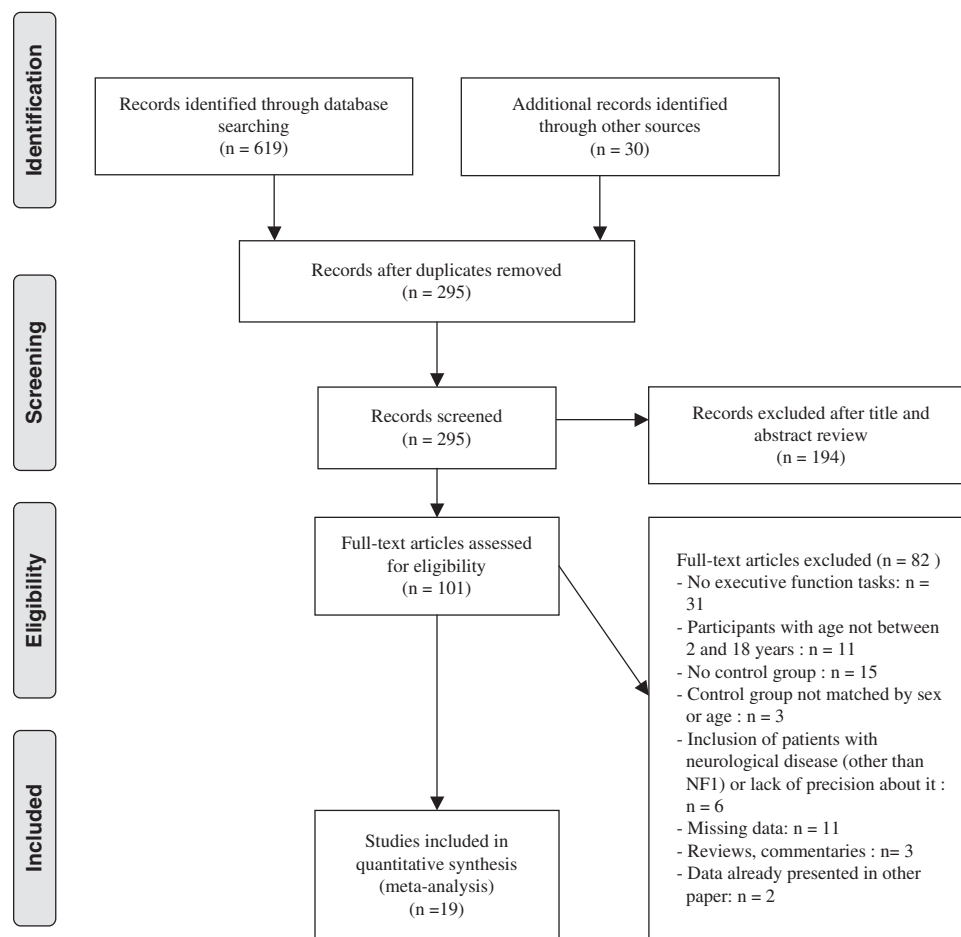 Identification
Records identified through database
searching
(n = 619)
Additional records identified
through other sources
(n = 30)
Records after duplicates removed
(n = 295)
Screening
Records screened
(n = 295)
Records excluded after title and
abstract review
(n = 194)
Eligibility
Full-text articles assessed
for eligibility
(n = 101)
Full-text articles excluded (n = 82 )
- No executive function tasks: n =
31
- Participants with age not between
2 and 18 years : n = 11
- No control group : n = 15
- Control group not matched by sex
or age : n = 3
- Inclusion of patients with
neurological disease (other than
NF1) or lack of precision about it :
n = 6
- Missing data: n = 11
- Reviews, commentaries : n= 3
- Data already presented in other
paper: n = 2
Included
Studies included in
quantitative synthesis
(meta-analysis)
(n =19)